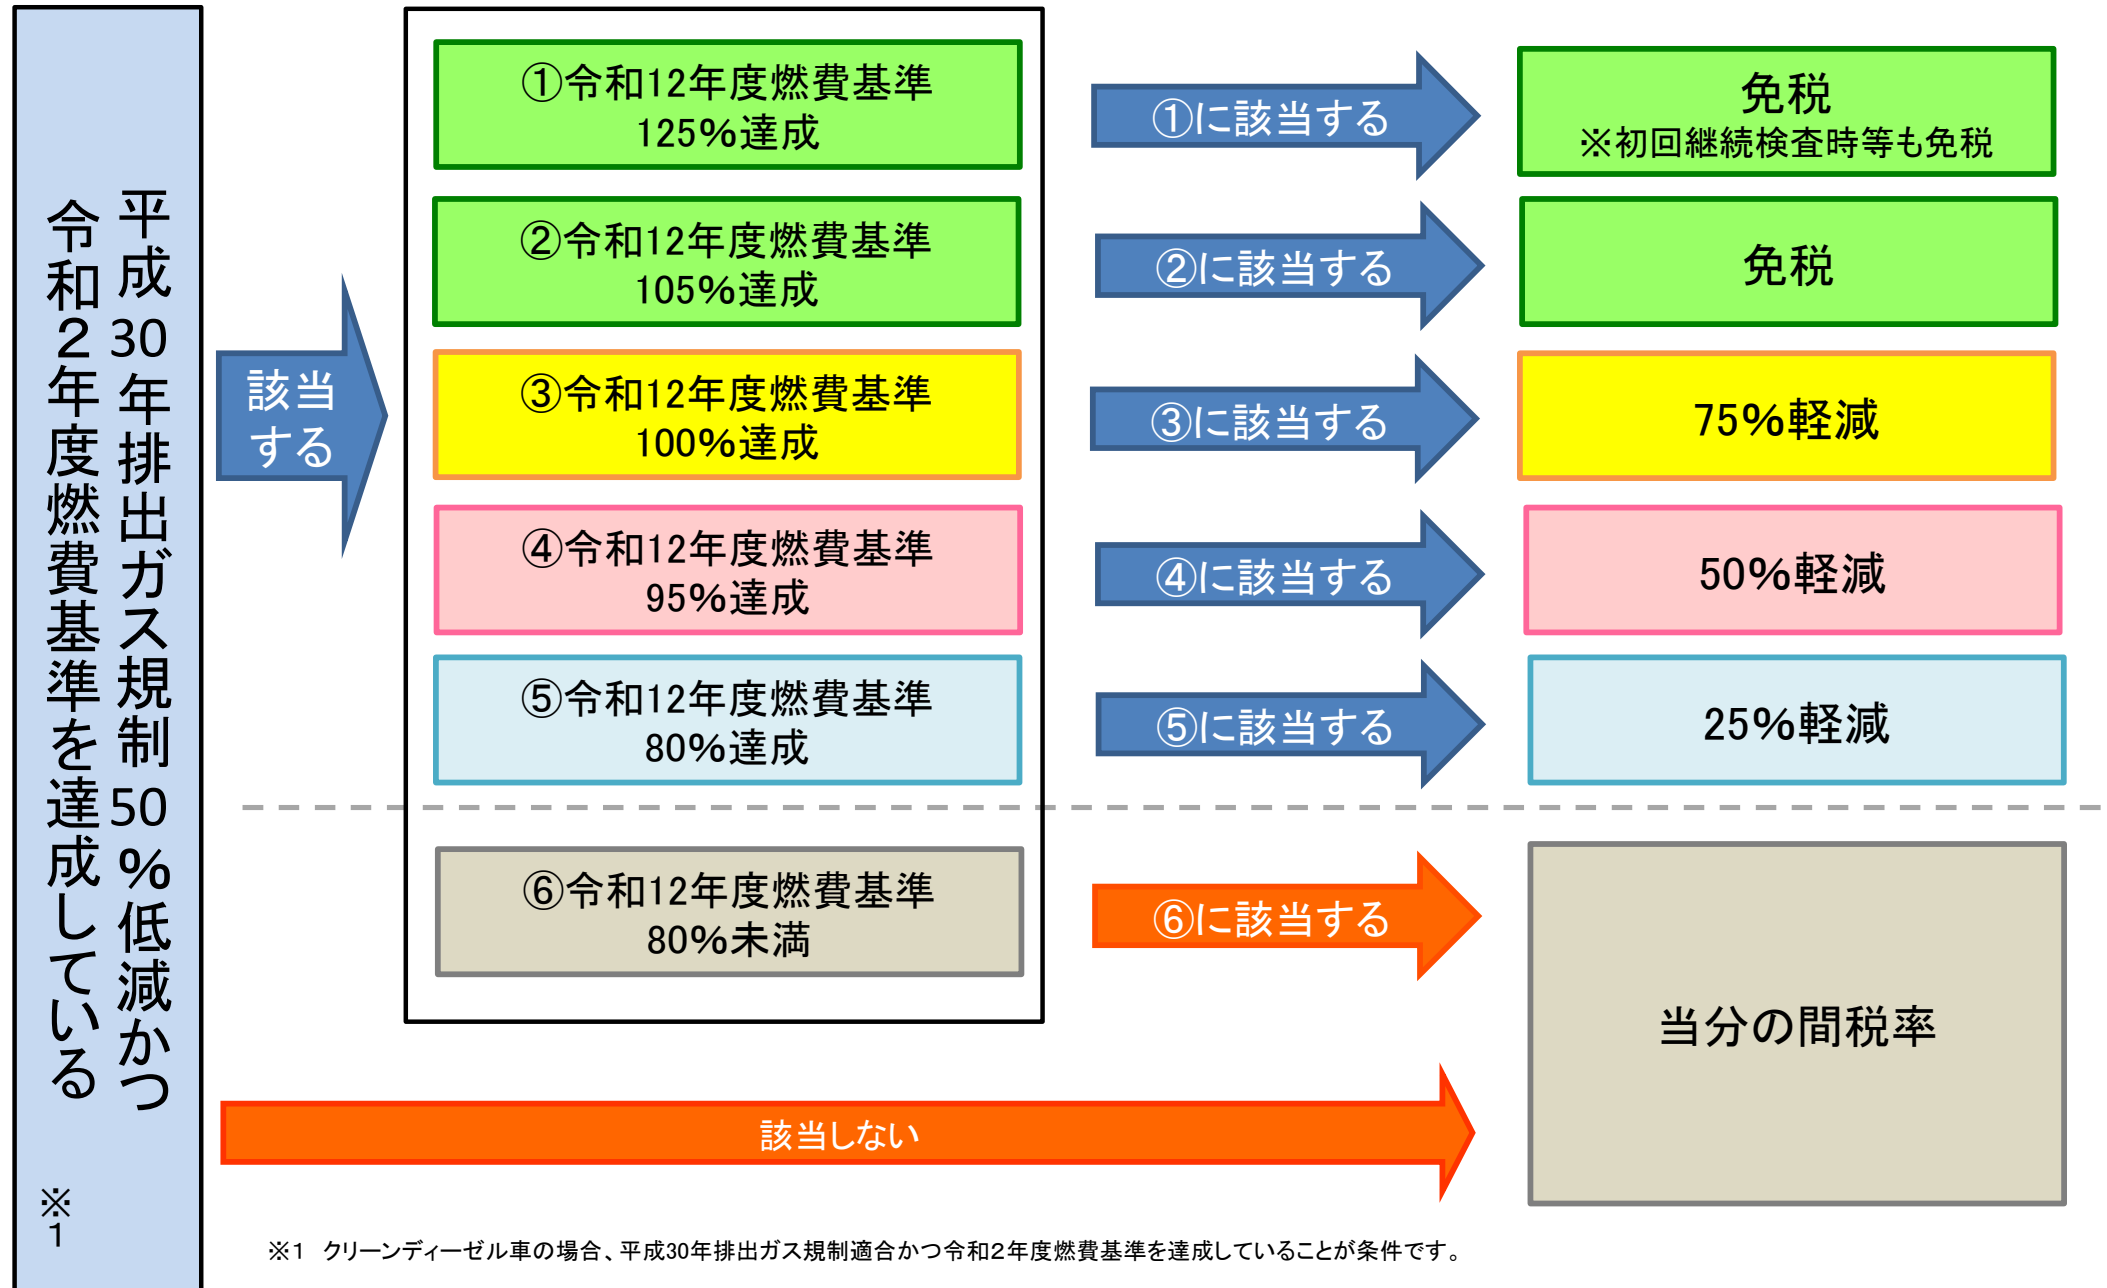 平成30年排出ガス規制50％低減かつ
令和２年度燃費基準を達成している
※1
該当
する
①令和12年度燃費基準
125％達成
①に該当する
免税
※初回継続検査時等も免税
②令和12年度燃費基準
105％達成
②に該当する
免税
③令和12年度燃費基準
100％達成
③に該当する
75％軽減
④令和12年度燃費基準
95％達成
④に該当する
50％軽減
⑤令和12年度燃費基準
80％達成
⑤に該当する
25％軽減
⑥令和12年度燃費基準
80％未満
⑥に該当する
当分の間税率
該当しない
※1　クリーンディーゼル車の場合、平成30年排出ガス規制適合かつ令和2年度燃費基準を達成していることが条件です。